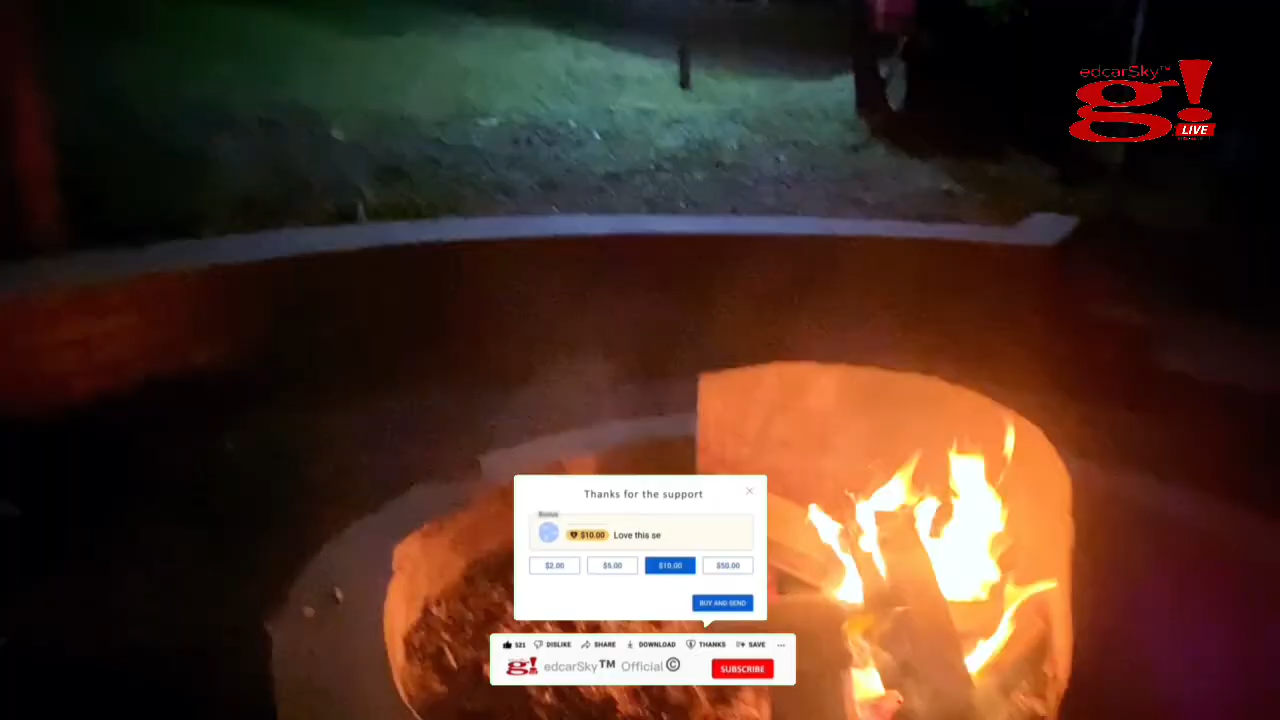 edcarSky™
g!
LIVE
Thanks for the support
Bonus
$10.00 Love this se
$2.00 $5.00 $10.00 $50.00
BUY AND SEND
521 DISLIKE SHARE DOWNLOAD THANKS SAVE ...
g! edcarSky™ Official ©
SUBSCRIBE